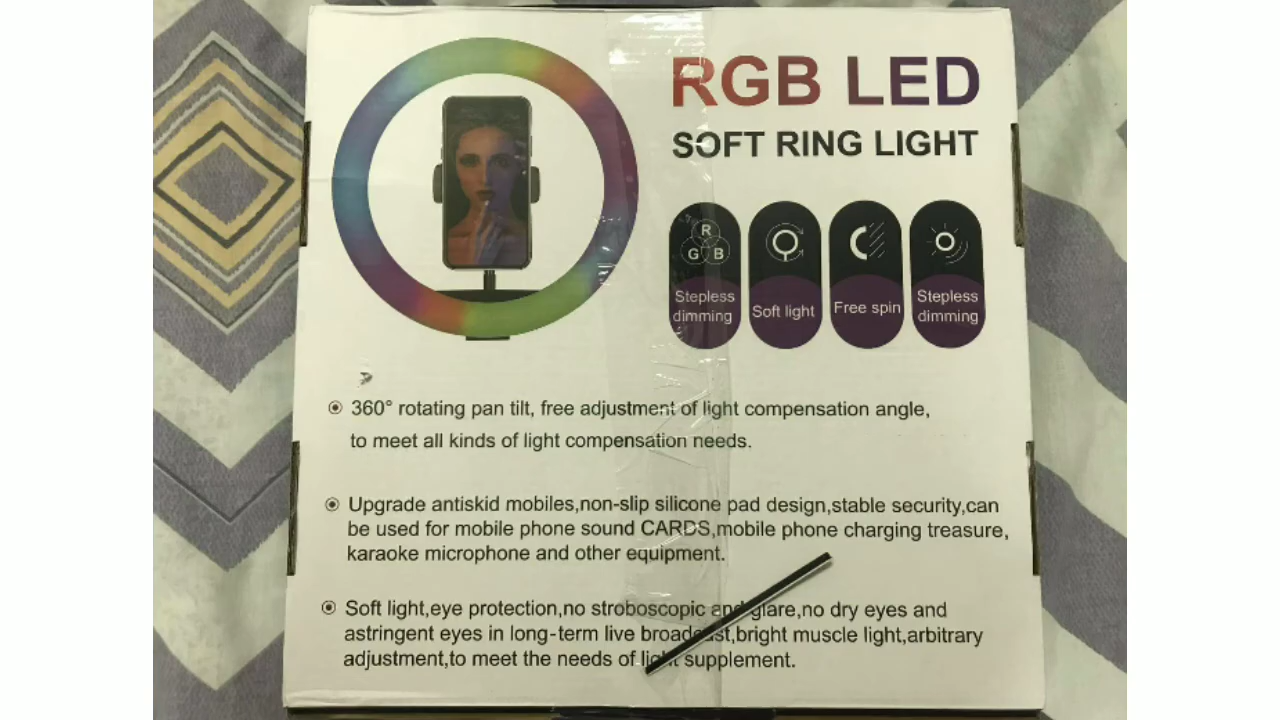 RGB LED
SOFT RING LIGHT
R
G B
Stepless
dimming
Soft light
Free spin
Stepless
dimming
360° rotating pan tilt, free adjustment of light compensation angle,
to meet all kinds of light compensation needs.
Upgrade antiskid mobiles,non-slip silicone pad design,stable security,can
be used for mobile phone sound CARDS,mobile phone charging treasure,
karaoke microphone and other equipment.
Soft light,eye protection,no stroboscopic and glare,no dry eyes and
astringent eyes in long-term live broadcast,bright muscle light,arbitrary
adjustment,to meet the needs of light supplement.